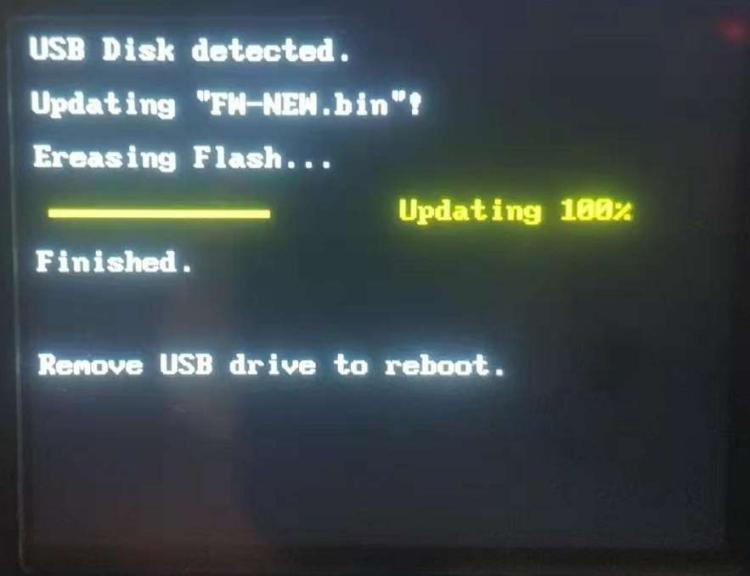 USB Disk detected.
Updating "FW-NEW.bin"!
Ereasing Flash...
Updating 100%
Finished.
Remove USB drive to reboot.